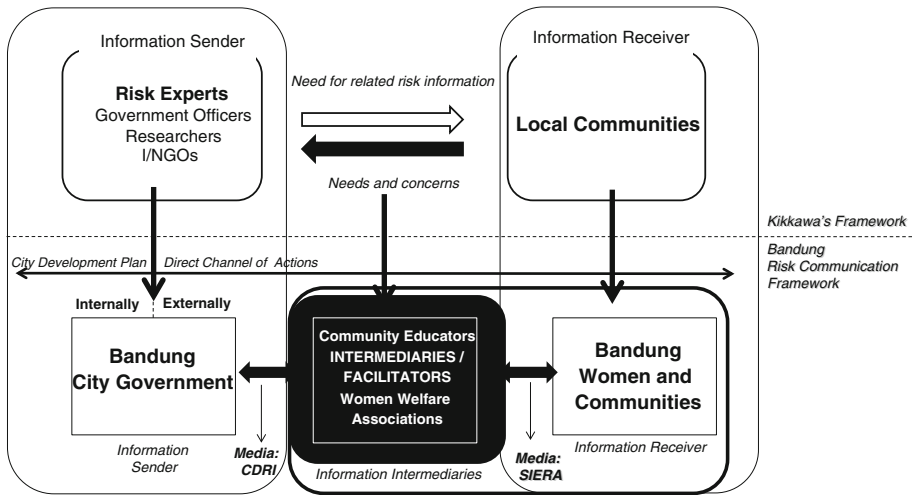 Information Sender
Information Receiver
Risk Experts
Government Officers
Researchers
I/NGOs
Need for related risk information
Local Communities
Needs and concerns
Kikkawa's Framework
City Development Plan
Direct Channel of Actions
Bandung
Risk Communication
Framework
Internally
Externally
Bandung
City Government
Community Educators
INTERMEDIARIES /
FACILITATORS
Women Welfare
Associations
Bandung
Women and
Communities
Information
Sender
Media:
CDRI
Information Intermediaries
Media:
SIERA
Information Receiver